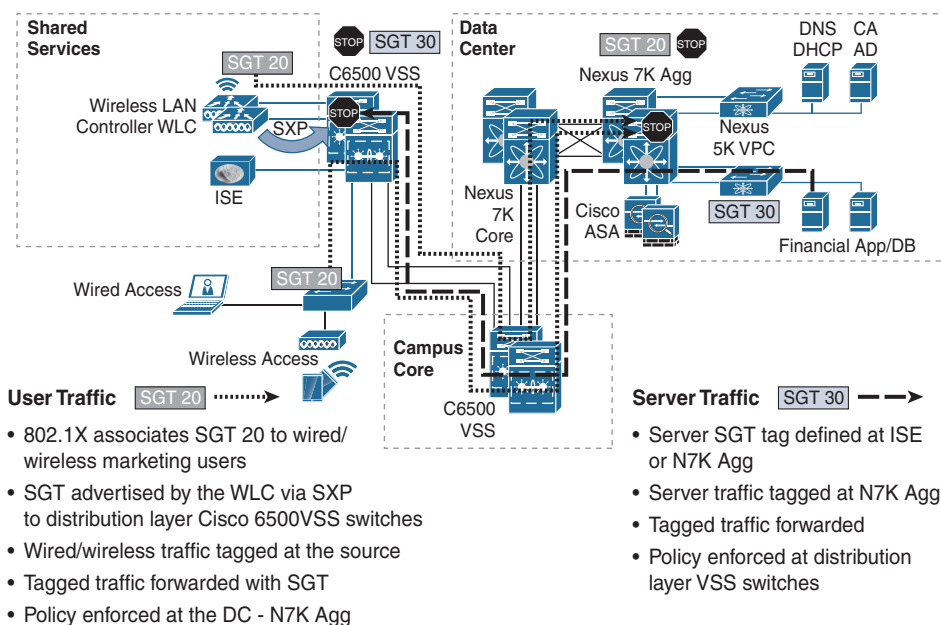 Shared
Services
STOP
SGT 30
C6500 VSS
SGT 20
STOP
Wireless LAN
Controller WLC
SXP
ISE
Data
Center
SGT 20
STOP
Nexus 7K Agg
DNS
DHCP
CA
AD
STOP
Nexus
5K VPC
Nexus
7K
Core
Cisco
ASA
SGT 30
Financial App/DB
SGT 20
Wired Access
Wireless Access
Campus
Core
C6500
VSS
User Traffic SGT 20
• 802.1X associates SGT 20 to wired/
wireless marketing users
• SGT advertised by the WLC via SXP
to distribution layer Cisco 6500VSS switches
• Wired/wireless traffic tagged at the source
• Tagged traffic forwarded with SGT
• Policy enforced at the DC - N7K Agg
Server Traffic SGT 30
• Server SGT tag defined at ISE
or N7K Agg
• Server traffic tagged at N7K Agg
• Tagged traffic forwarded
• Policy enforced at distribution
layer VSS switches